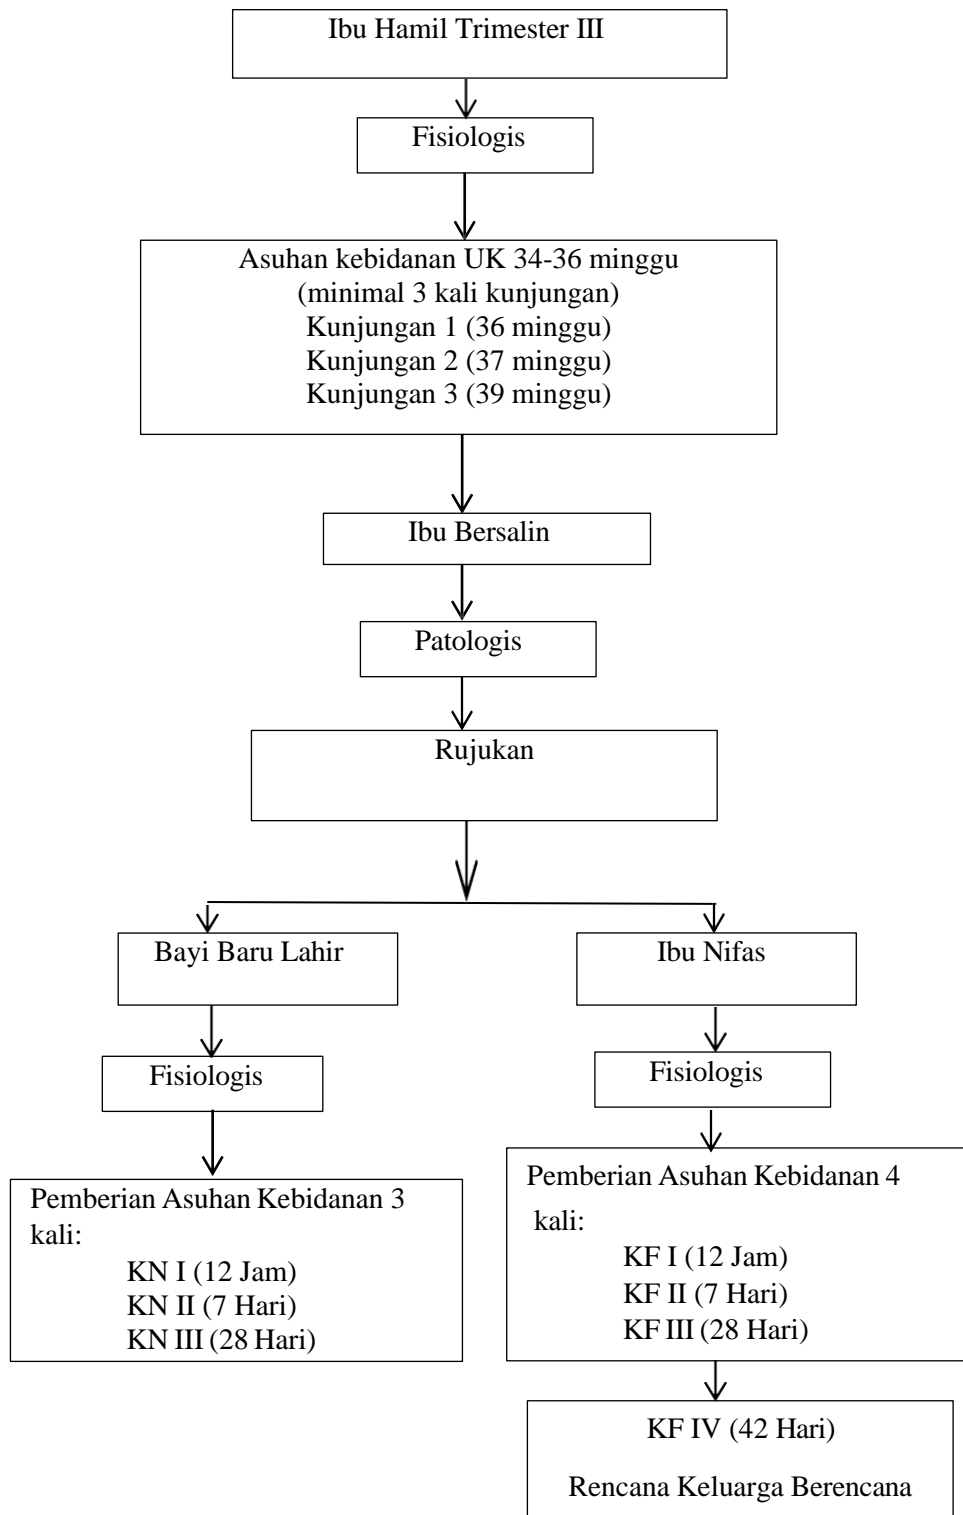 Ibu Hamil Trimester III
Fisiologis
Asuhan kebidanan UK 34-36 minggu
(minimal 3 kali kunjungan)
Kunjungan 1 (36 minggu)
Kunjungan 2 (37 minggu)
Kunjungan 3 (39 minggu)
Ibu Bersalin
Patologis
Rujukan
Bayi Baru Lahir
Fisiologis
Pemberian Asuhan Kebidanan 3
kali:
KN I (12 Jam)
KN II (7 Hari)
KN III (28 Hari)
Ibu Nifas
Fisiologis
Pemberian Asuhan Kebidanan 4
kali:
KF I (12 Jam)
KF II (7 Hari)
KF III (28 Hari)
KF IV (42 Hari)
Rencana Keluarga Berencana